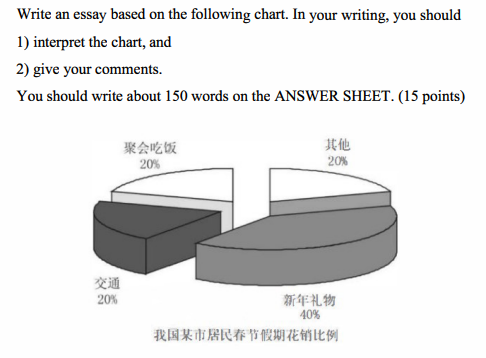 Write an essay based on the following chart. In your writing, you should
1) interpret the chart, and
2) give your comments.
You should write about 150 words on the ANSWER SHEET. (15 points)
聚会吃饭
20%
其他
20%
交通
20%
新年礼物
40%
我国某市居民春节假期花销比例